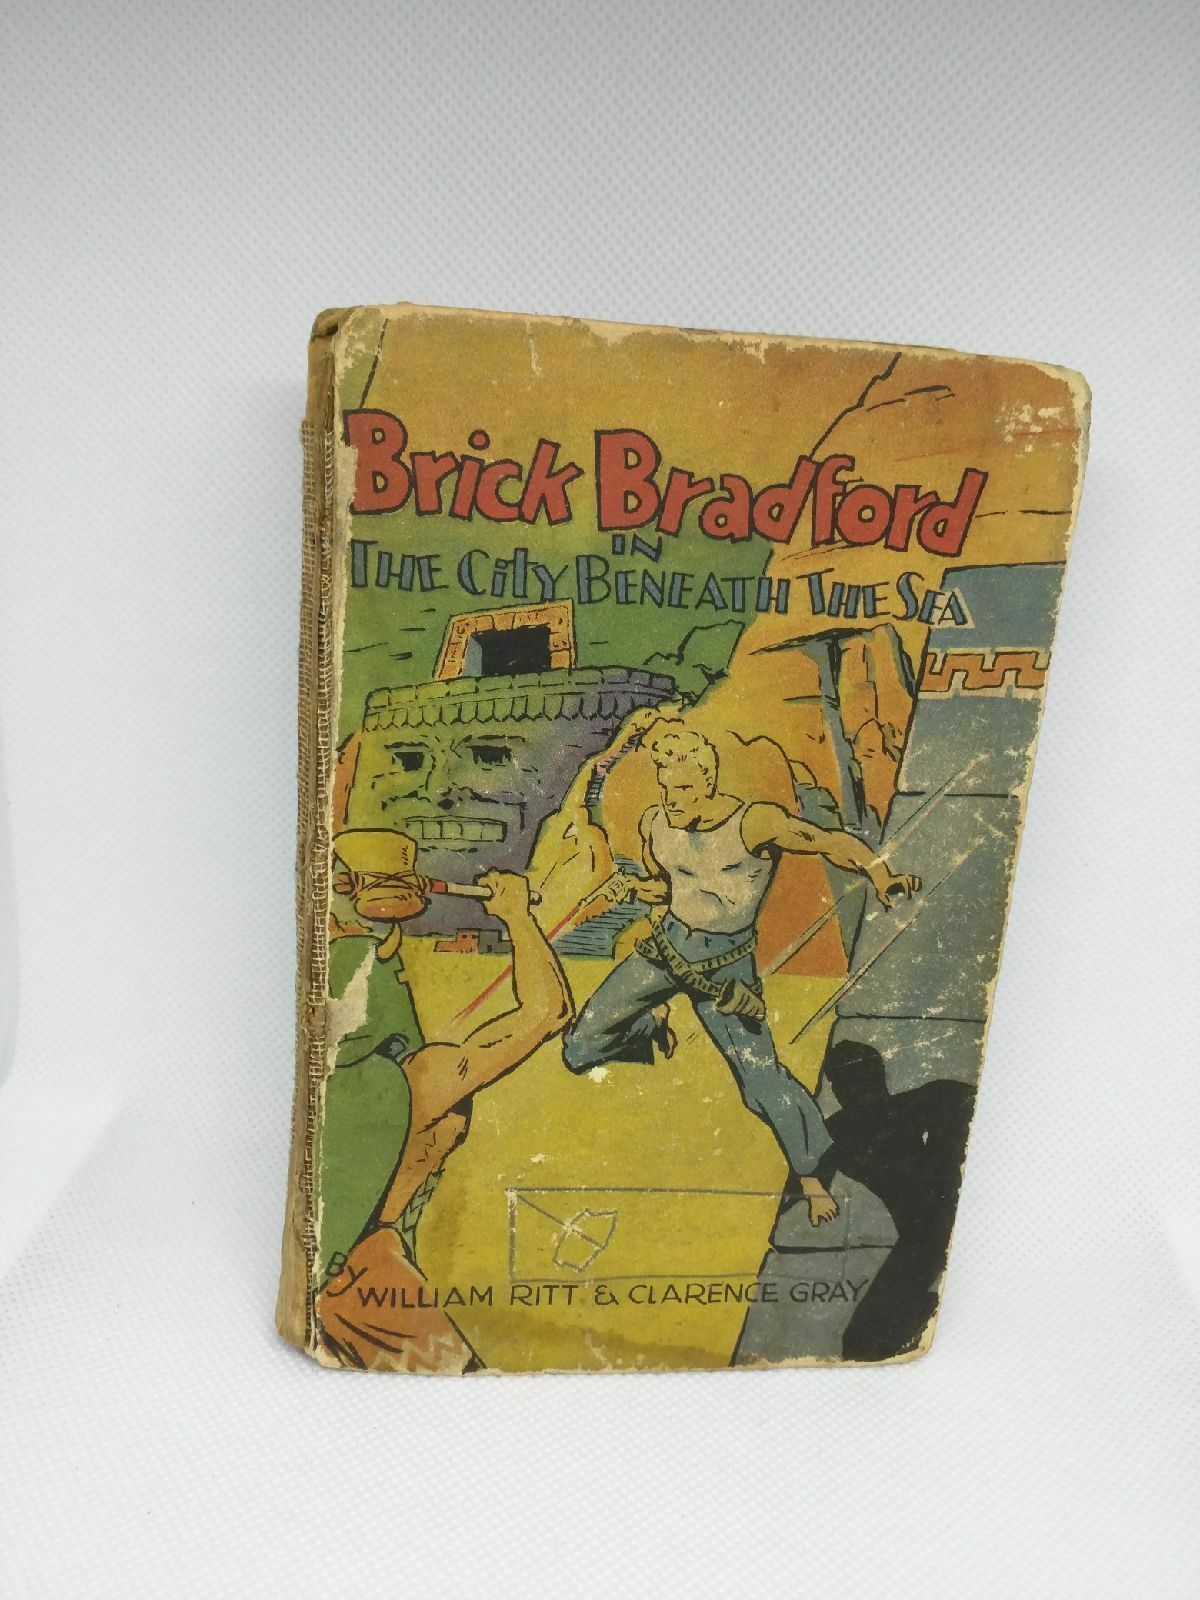 Brick Bradford
IN
THE City BENEATH THE SEA
By
WILLIAM RITT & CLARENCE GRAY